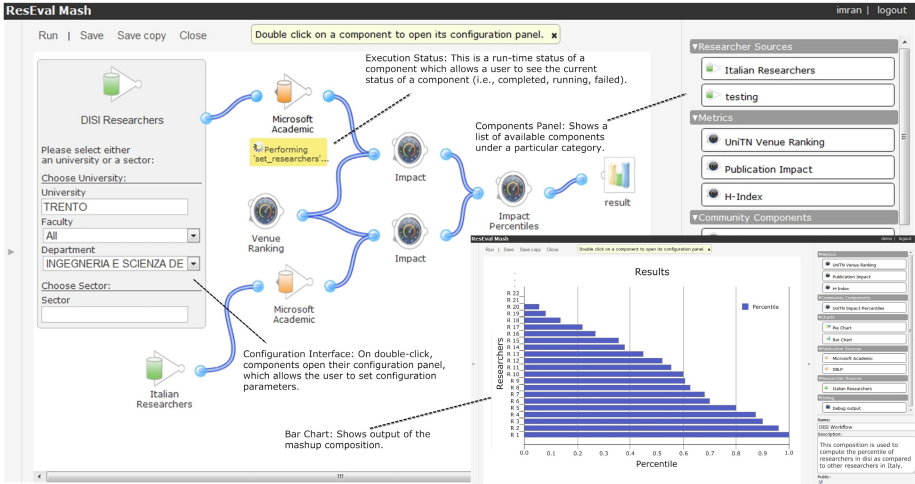 ResEval Mash
imran | logout
Run | Save Save copy Close
Double click on a component to open its configuration panel. x
DISI Researchers
Please select either
an university or a sector:
Choose University:
University
TRENTO
Faculty
All
Department
INGEGNERIA E SCIENZA DE
Choose Sector:
Sector
Microsoft
Academic
Performing
'set_researchers'...
Venue
Ranking
Microsoft
Academic
Italian
Researchers
Impact
Impact
Impact
Percentiles
result
Execution Status: This is a run-time status of a
component which allows a user to see the current
status of a component (i.e., completed, running, failed).
Components Panel: Shows a
list of available components
under a particular category.
Configuration Interface: On double-click,
components open their configuration panel,
which allows the user to set configuration
parameters.
Bar Chart: Shows output of the
mashup composition.
Researcher Sources
Italian Researchers
testing
Metrics
UniTN Venue Ranking
Publication Impact
H-Index
Community Components
ResEval Mash
demo | logout
Run | Save Save copy Close
Double click on a component to open its configuration panel. x
Results
Researchers
R 22
R 21
R 20
R 19
R 18
R 17
R 16
R 15
R 14
R 13
R 12
R 11
R 10
R 9
R 8
R 7
R 6
R 5
R 4
R 3
R 2
R 1
0.0 0.1 0.2 0.3 0.4 0.5 0.6 0.7 0.8 0.9 1.0
Percentile
Percentile
Metrics
UniTN Venue Ranking
Publication Impact
H-Index
Community Components
UniTN Impact Percentiles
Charts
Pie Chart
Bar Chart
Publication Sources
Microsoft Academic
DBLP
Researcher Sources
Italian Researchers
Debug
Debug output
Name:
DISI Workflow
Description:
This composition is used to
compute the percentile of
researchers in disi as compared
to other researchers in Italy.
Public: